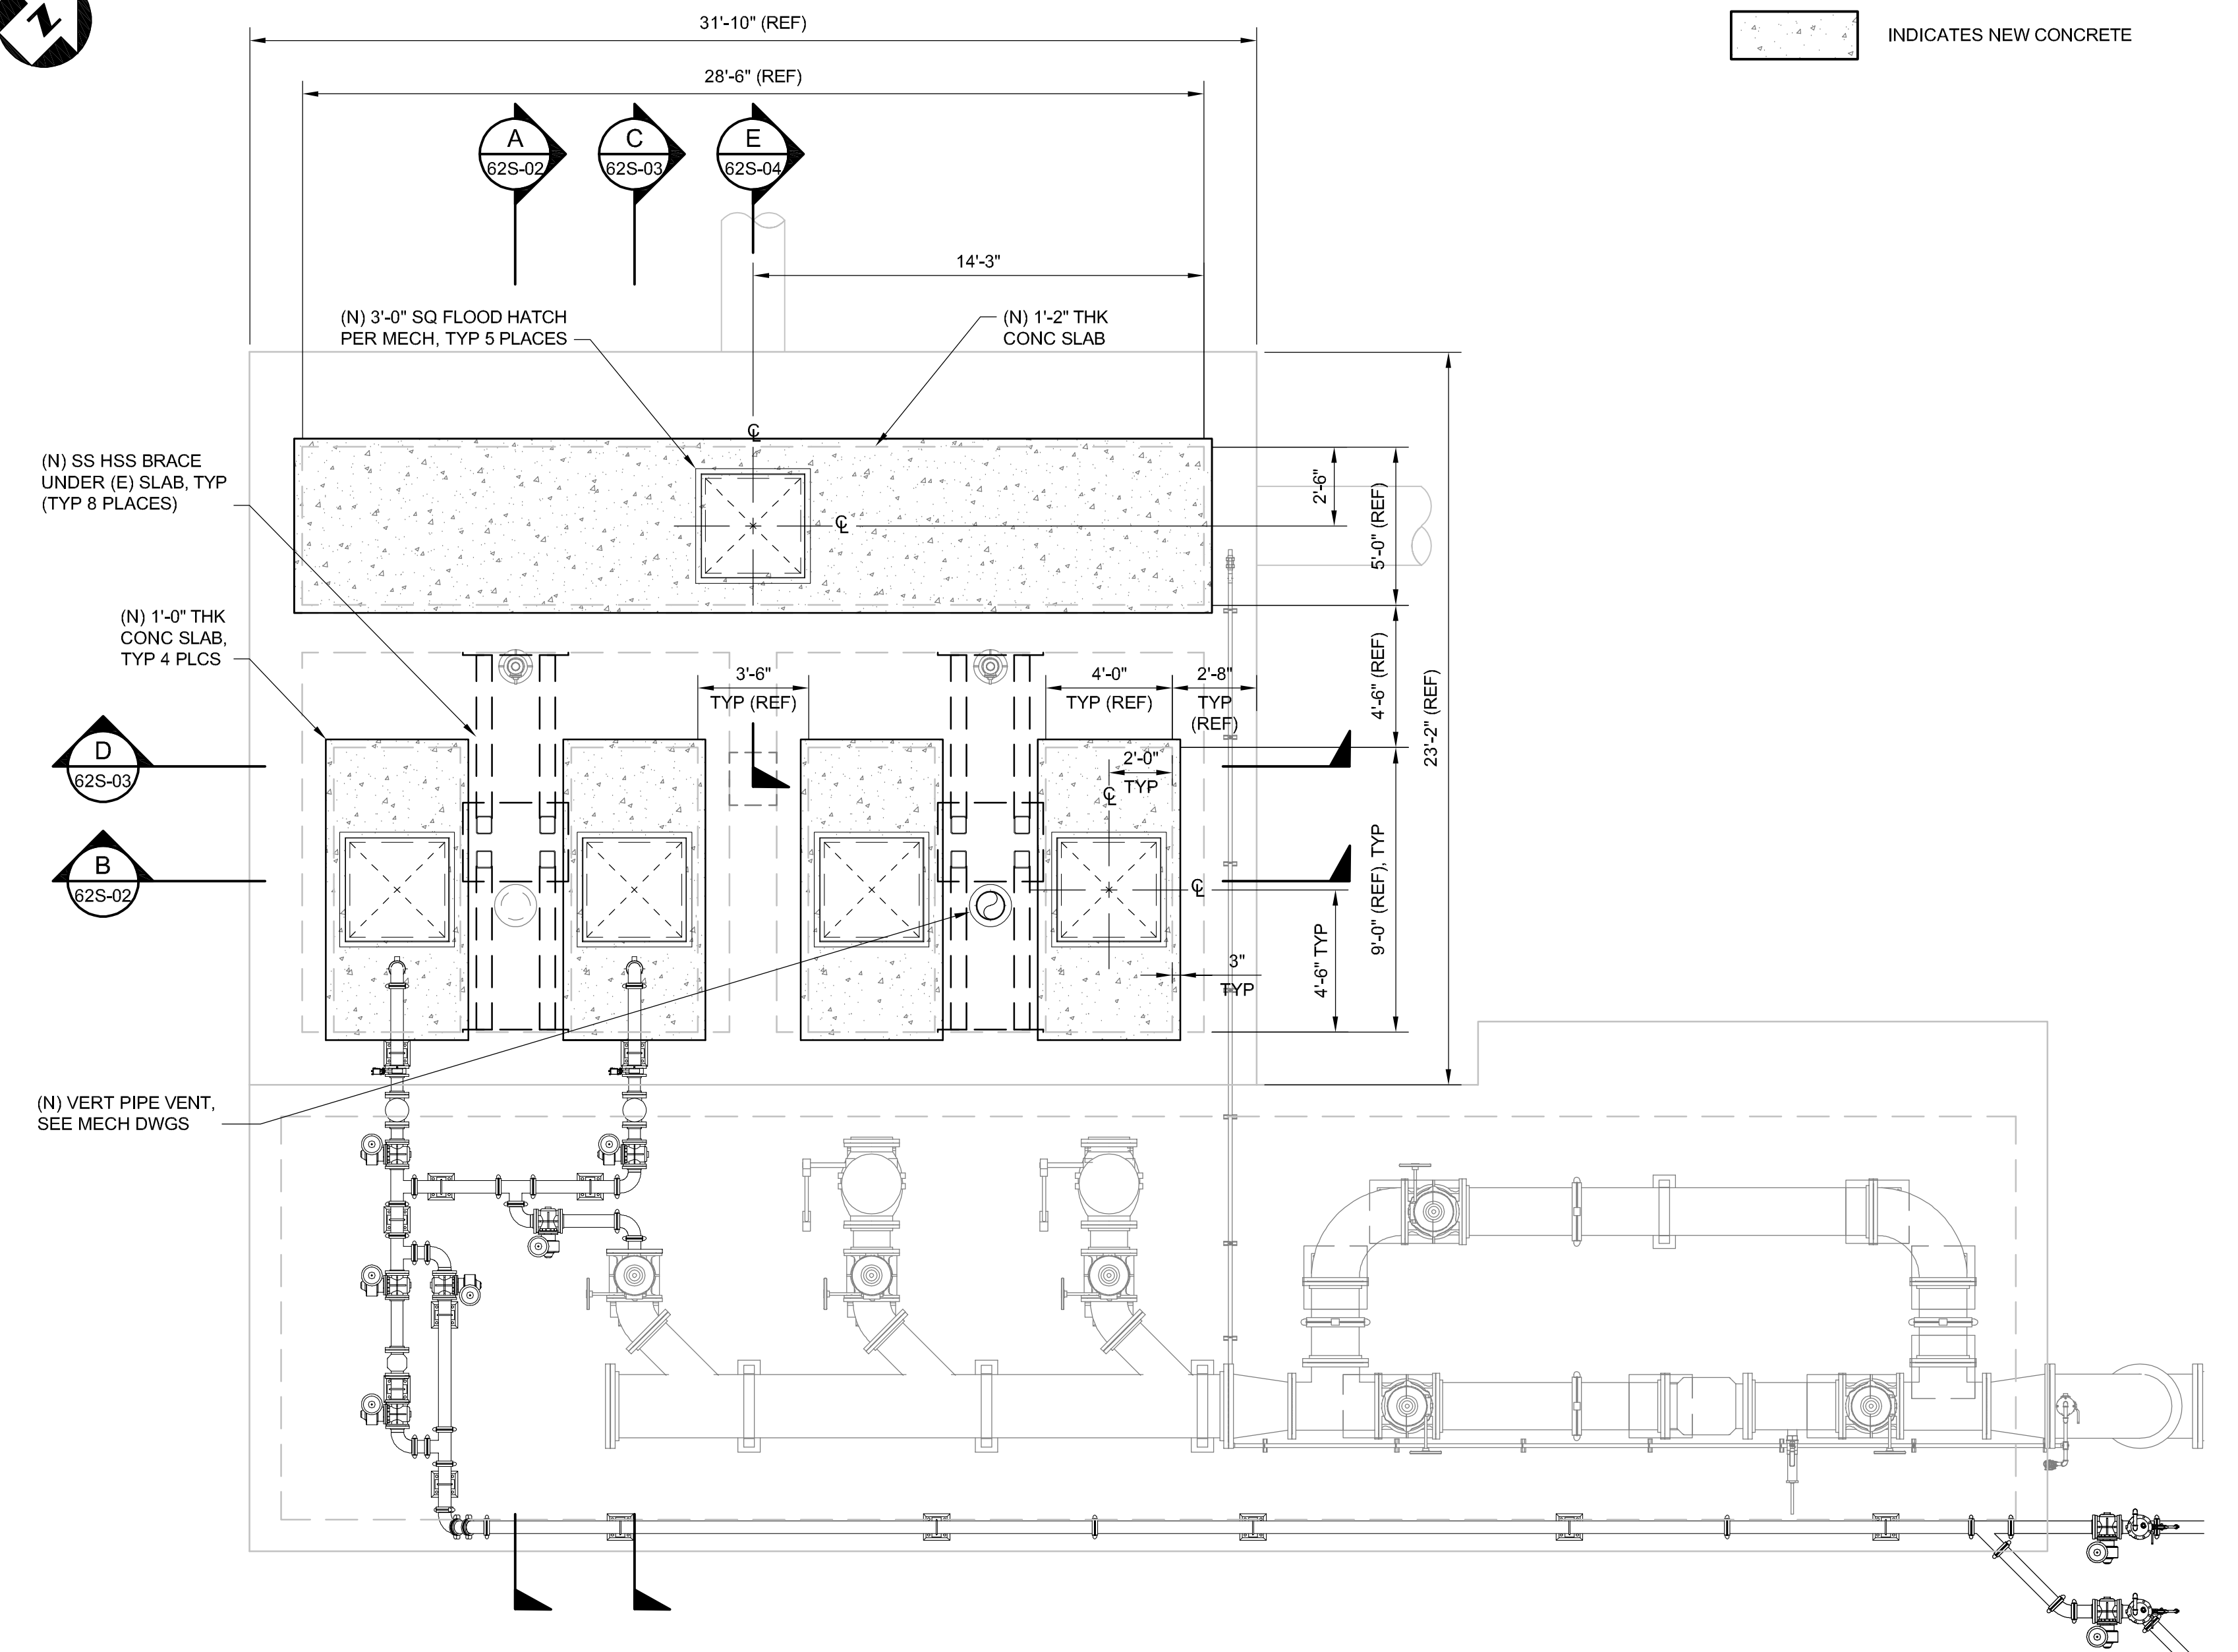 N
31'-10" (REF)
INDICATES NEW CONCRETE
28'-6" (REF)
A
62S-02
C
62S-03
E
62S-04
14'-3"
(N) 3'-0" SQ FLOOD HATCH
PER MECH, TYP 5 PLACES
(N) 1'-2" THK
CONC SLAB
℄
(N) SS HSS BRACE
UNDER (E) SLAB, TYP
(TYP 8 PLACES)
2'-6"
5'-0" (REF)
℄
(N) 1'-0" THK
CONC SLAB,
TYP 4 PLCS
3'-6"
TYP (REF)
4'-0"
TYP (REF)
2'-8"
TYP
(REF)
4'-6" (REF)
23'-2" (REF)
D
62S-03
2'-0"
TYP
℄
B
62S-02
℄
9'-0" (REF), TYP
4'-6" TYP
3"
TYP
(N) VERT PIPE VENT,
SEE MECH DWGS